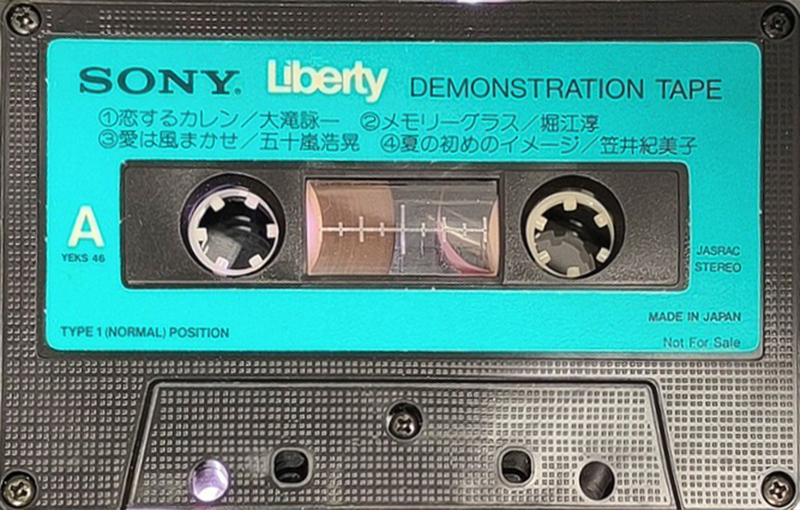 SONY® Liberty DEMONSTRATION TAPE
①恋するカレン／大滝詠一 ②メモリーグラス／堀江淳
③愛は風まかせ／五十嵐浩晃 ④夏の初めのイメージ／笠井紀美子
A
YEKS 46
JASRAC
STEREO
MADE IN JAPAN
TYPE 1 (NORMAL) POSITION
Not For Sale